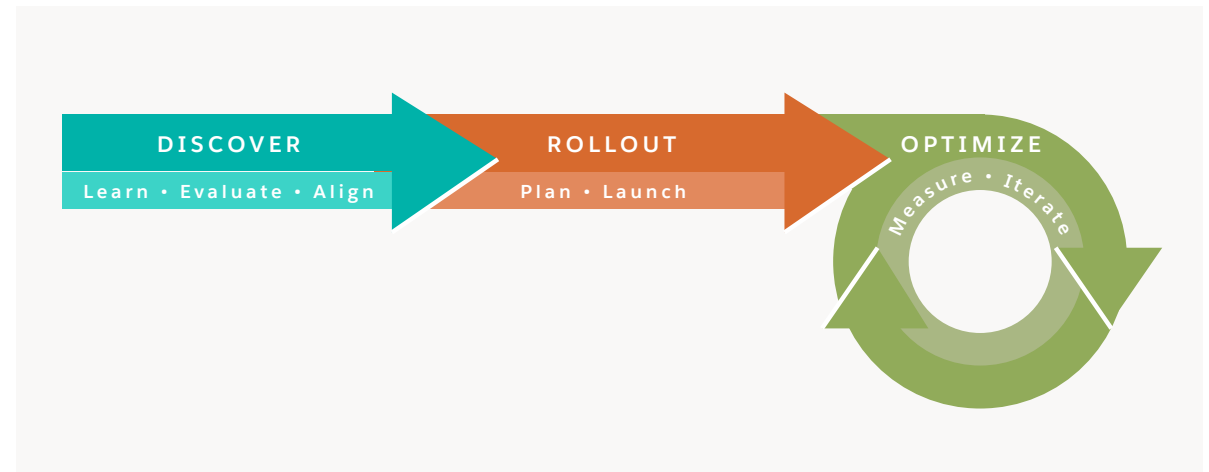 DISCOVER
Learn • Evaluate • Align
ROLLOUT
Plan • Launch
OPTIMIZE
Measure • Iterate